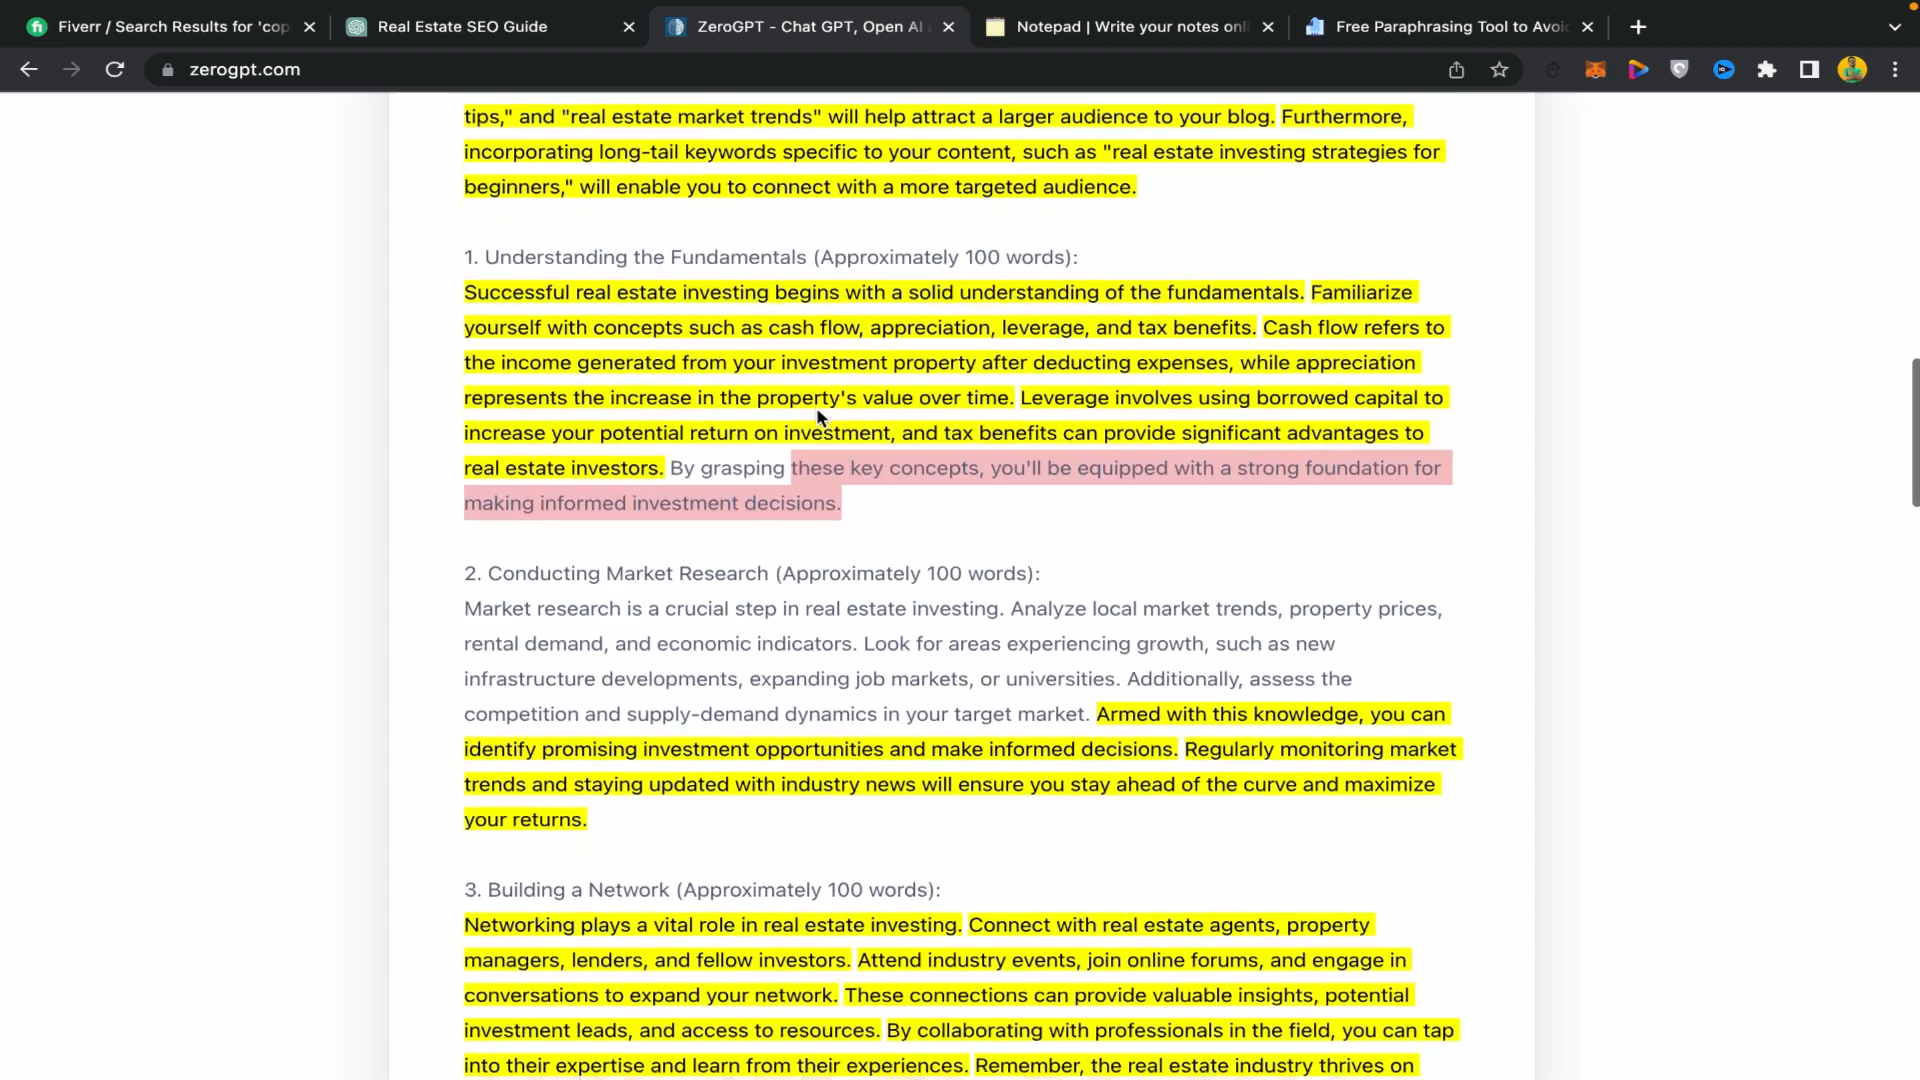 Fiverr / Search Results for 'cop
Real Estate SEO Guide
ZeroGPT - Chat GPT, Open AI
Notepad | Write your notes onl
Free Paraphrasing Tool to Avoi
zerogpt.com
tips," and "real estate market trends" will help attract a larger audience to your blog. Furthermore,
incorporating long-tail keywords specific to your content, such as "real estate investing strategies for
beginners," will enable you to connect with a more targeted audience.
1. Understanding the Fundamentals (Approximately 100 words):
Successful real estate investing begins with a solid understanding of the fundamentals. Familiarize
yourself with concepts such as cash flow, appreciation, leverage, and tax benefits. Cash flow refers to
the income generated from your investment property after deducting expenses, while appreciation
represents the increase in the property's value over time. Leverage involves using borrowed capital to
increase your potential return on investment, and tax benefits can provide significant advantages to
real estate investors. By grasping these key concepts, you'll be equipped with a strong foundation for
making informed investment decisions.
2. Conducting Market Research (Approximately 100 words):
Market research is a crucial step in real estate investing. Analyze local market trends, property prices,
rental demand, and economic indicators. Look for areas experiencing growth, such as new
infrastructure developments, expanding job markets, or universities. Additionally, assess the
competition and supply-demand dynamics in your target market. Armed with this knowledge, you can
identify promising investment opportunities and make informed decisions. Regularly monitoring market
trends and staying updated with industry news will ensure you stay ahead of the curve and maximize
your returns.
3. Building a Network (Approximately 100 words):
Networking plays a vital role in real estate investing. Connect with real estate agents, property
managers, lenders, and fellow investors. Attend industry events, join online forums, and engage in
conversations to expand your network. These connections can provide valuable insights, potential
investment leads, and access to resources. By collaborating with professionals in the field, you can tap
into their expertise and learn from their experiences. Remember, the real estate industry thrives on